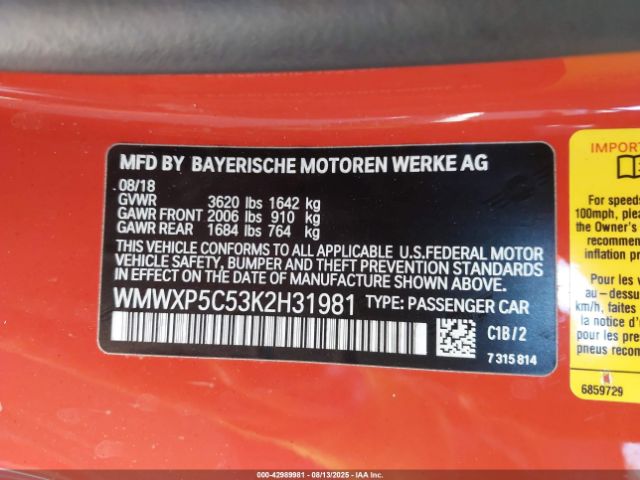 MFD BY BAYERISCHE MOTOREN WERKE AG
08/18
GVWR 3620 lbs 1642 kg
GAWR FRONT 2006 lbs 910 kg
GAWR REAR 1684 lbs 764 kg
THIS VEHICLE CONFORMS TO ALL APPLICABLE U.S.FEDERAL MOTOR
VEHICLE SAFETY, BUMPER AND THEFT PREVENTION STANDARDS
IN EFFECT ON THE DATE OF MANUFACTURE SHOWN ABOVE.
WMWXP5C53K2H31981 TYPE: PASSENGER CAR
C1B/2
7 315 814
IMPOR
For speeds
100mph, plea
the Owner's
recommen
inflation p
Pour les
au - dessu
km/h, faites
la notice d'
pour les pre
pneus recom
6859729
000-42989981 | 08/13/2025 | IAA Inc.